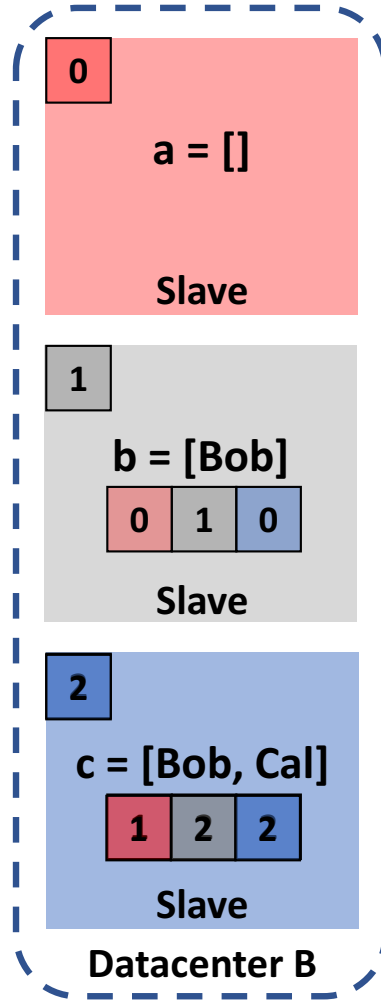 0
a = []
Slave
1
b = [Bob]
0 1 0
Slave
2
c = [Bob, Cal]
1 2 2
Slave
Datacenter B